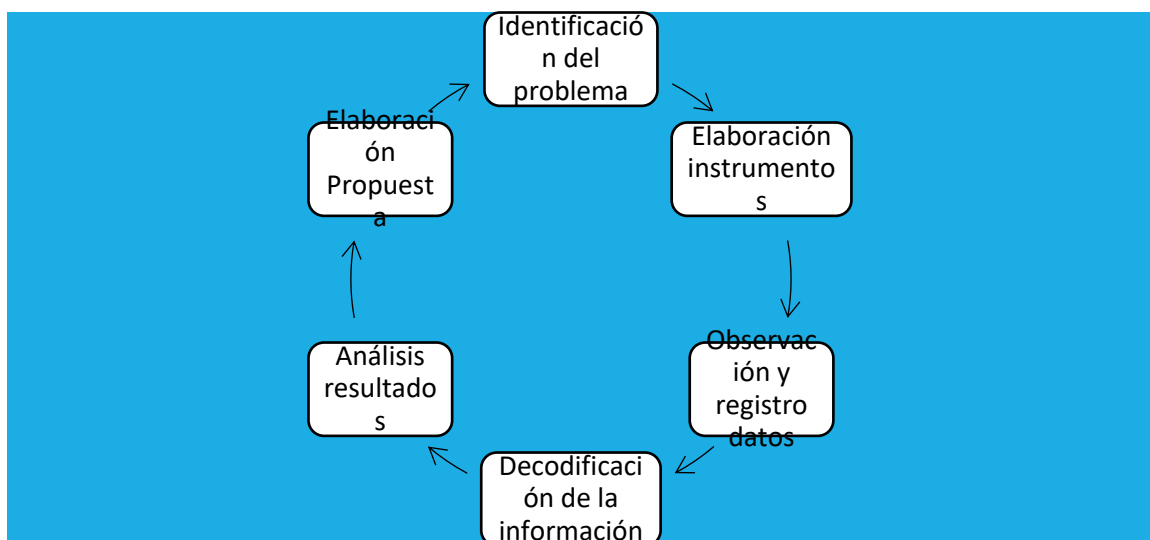 Identificació
n del
problema
Elaboración
instrumento
s
Observac
ión y
registro
datos
Decodificaci
ón de la
información
Análisis
resultado
s
Elaboraci
ón
Propuest
a